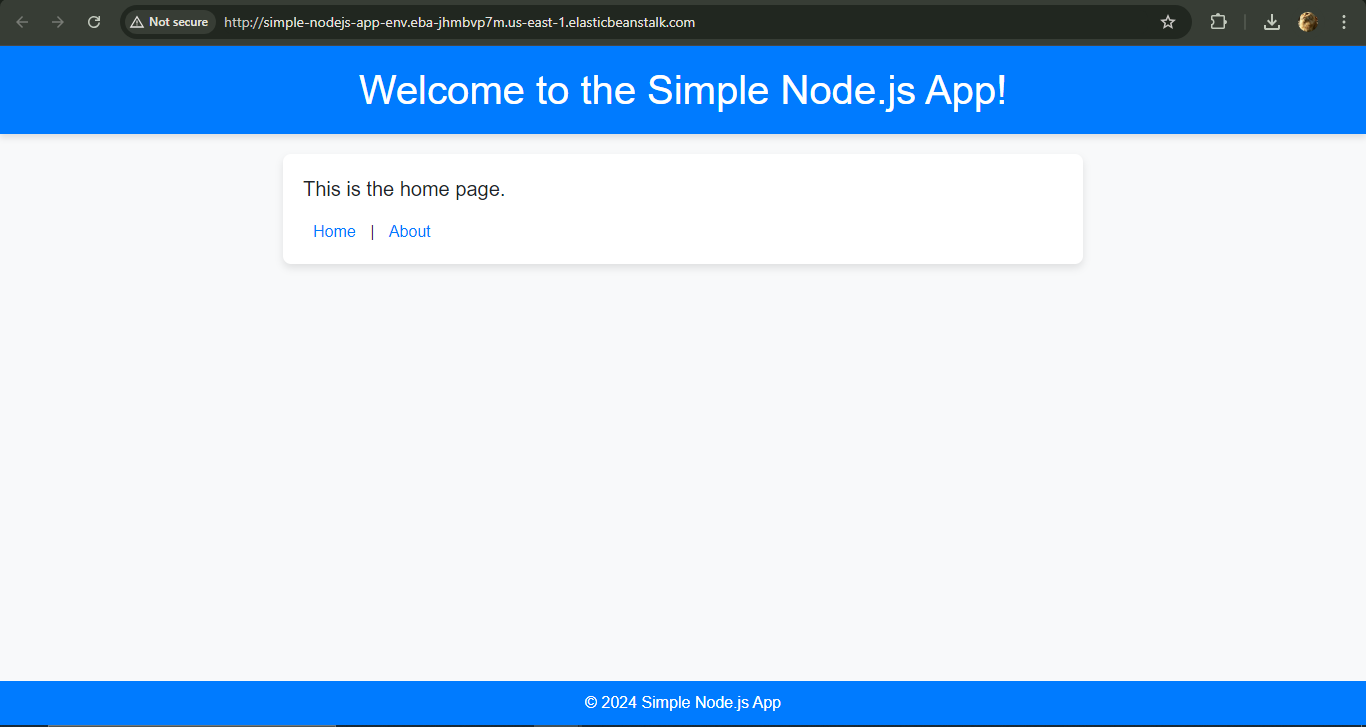 Not secure http://simple-nodejs-app-env.eba-jhmbvp7m.us-east-1.elasticbeanstalk.com
Welcome to the Simple Node.js App!
This is the home page.
Home | About
© 2024 Simple Node.js App